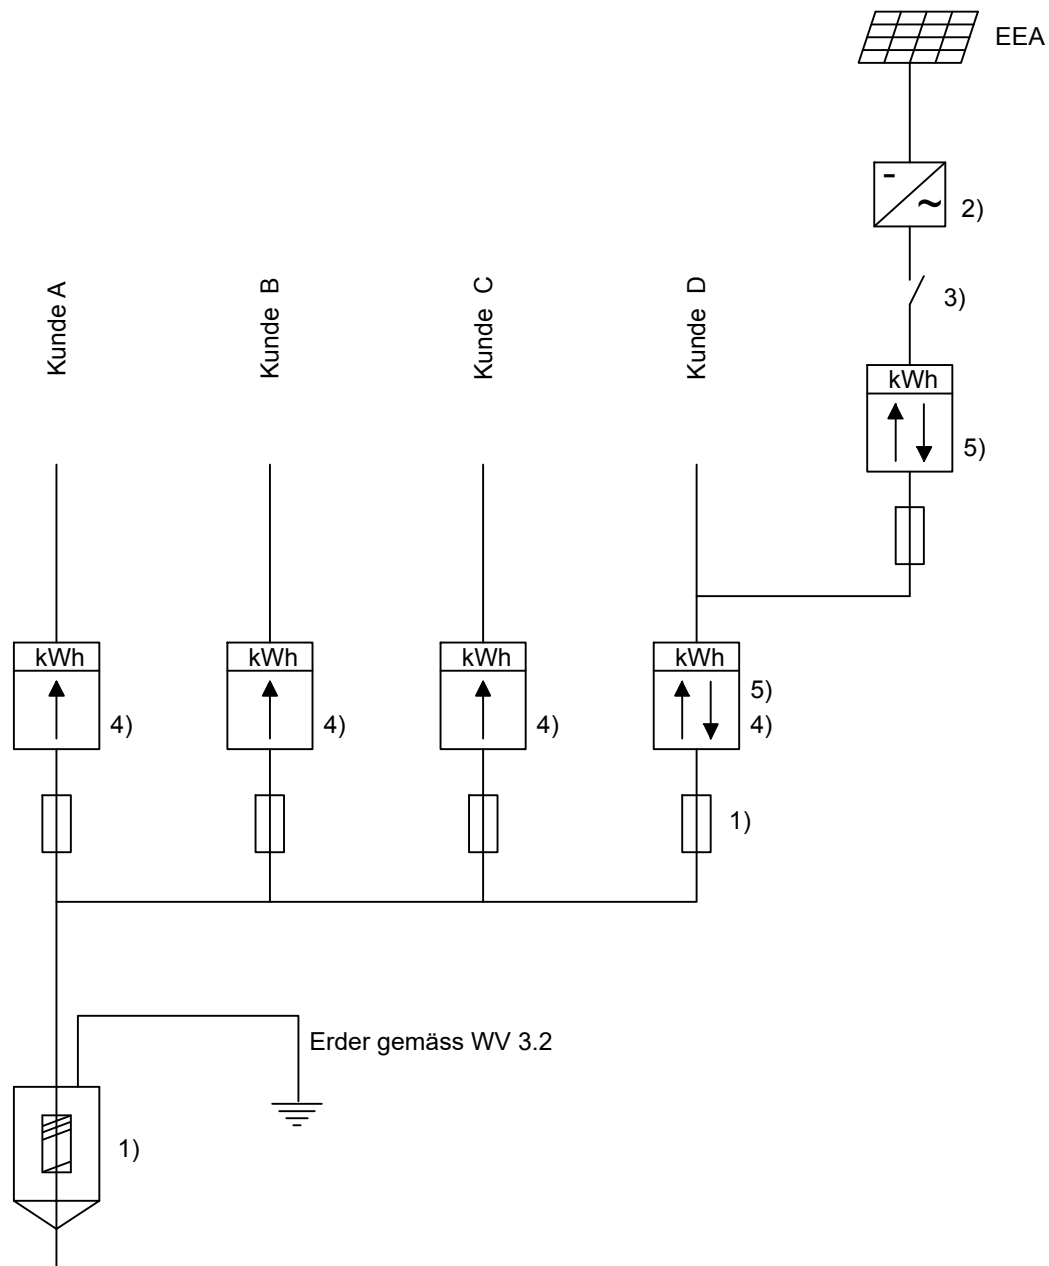 EEA
-
~
2)
3)
Kunde A
Kunde B
Kunde C
Kunde D
kWh
5)
kWh
4)
kWh
4)
kWh
4)
kWh
5)
4)
1)
Erder gemäss WV 3.2
1)